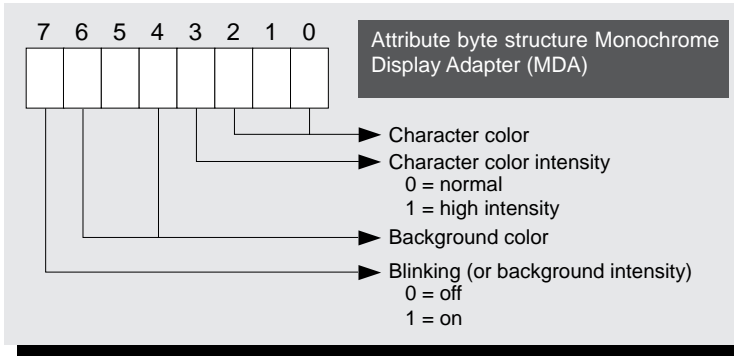 7 6 5 4 3 2 1 0
Attribute byte structure Monochrome
Display Adapter (MDA)
Character color
Character color intensity
0 = normal
1 = high intensity
Background color
Blinking (or background intensity)
0 = off
1 = on